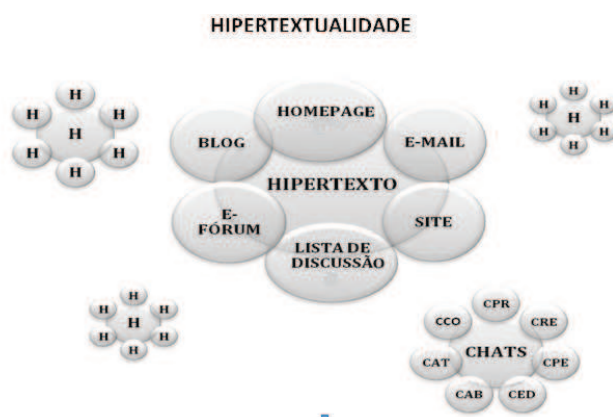 HIPERTEXTUALIDADE
H
H H
H
H H
H
H
H H
H
H H
H
HOMEPAGE
BLOG E-MAIL
HIPERTEXTO
E-
FÓRUM
SITE
LISTA DE
DISCUSSÃO
H
H H
H
H H
H
CPR
CCO CRE
CHATS
CAT CPE
CAB CED